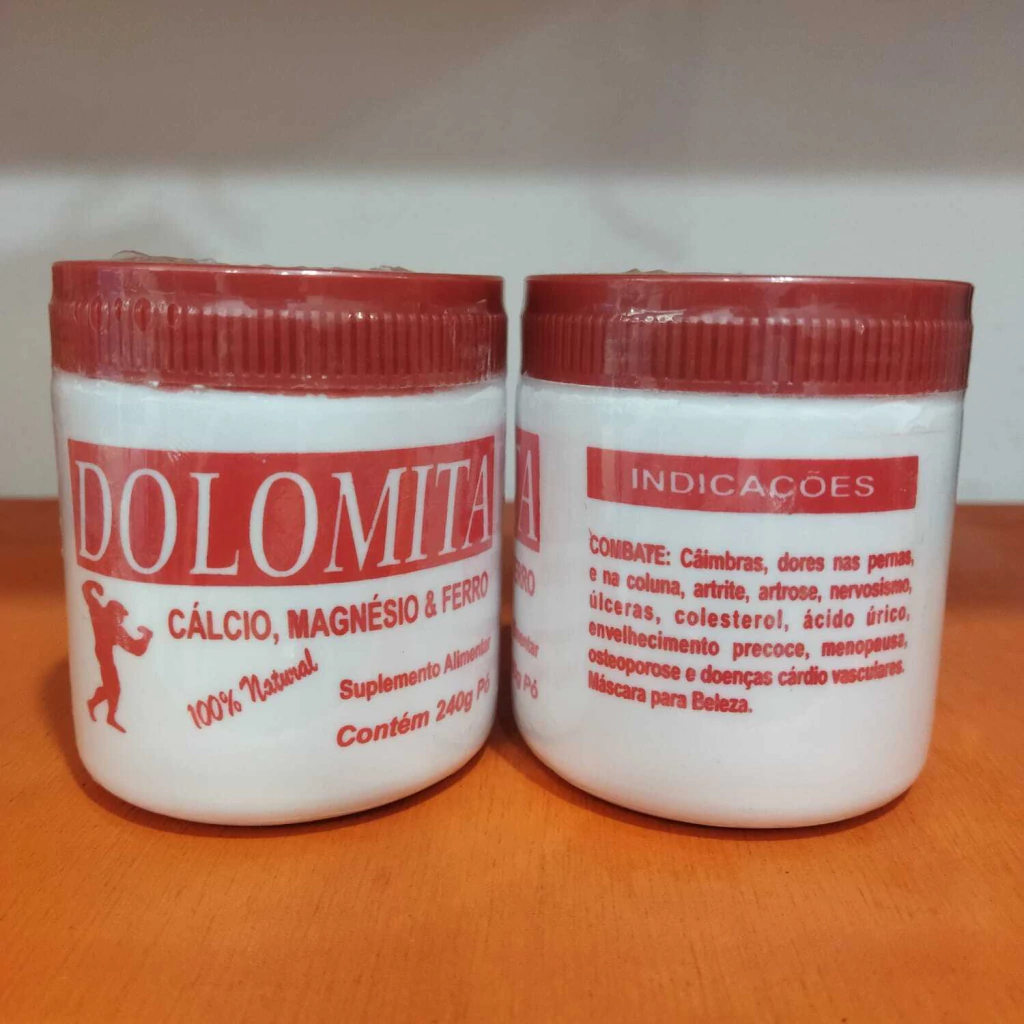 DOLOMITA
CÁLCIO, MAGNÉSIO & FERRO
100% Natural
Suplemento Alimentar
Contém 240g Pó
INDICAÇÕES
COMBATE: Câimbras, dores nas pernas,
e na coluna, artrite, artrose, nervosismo,
úlceras, colesterol, ácido úrico,
envelhecimento precoce, menopausa,
osteoporose e doenças cárdio vasculares.
Máscara para Beleza.